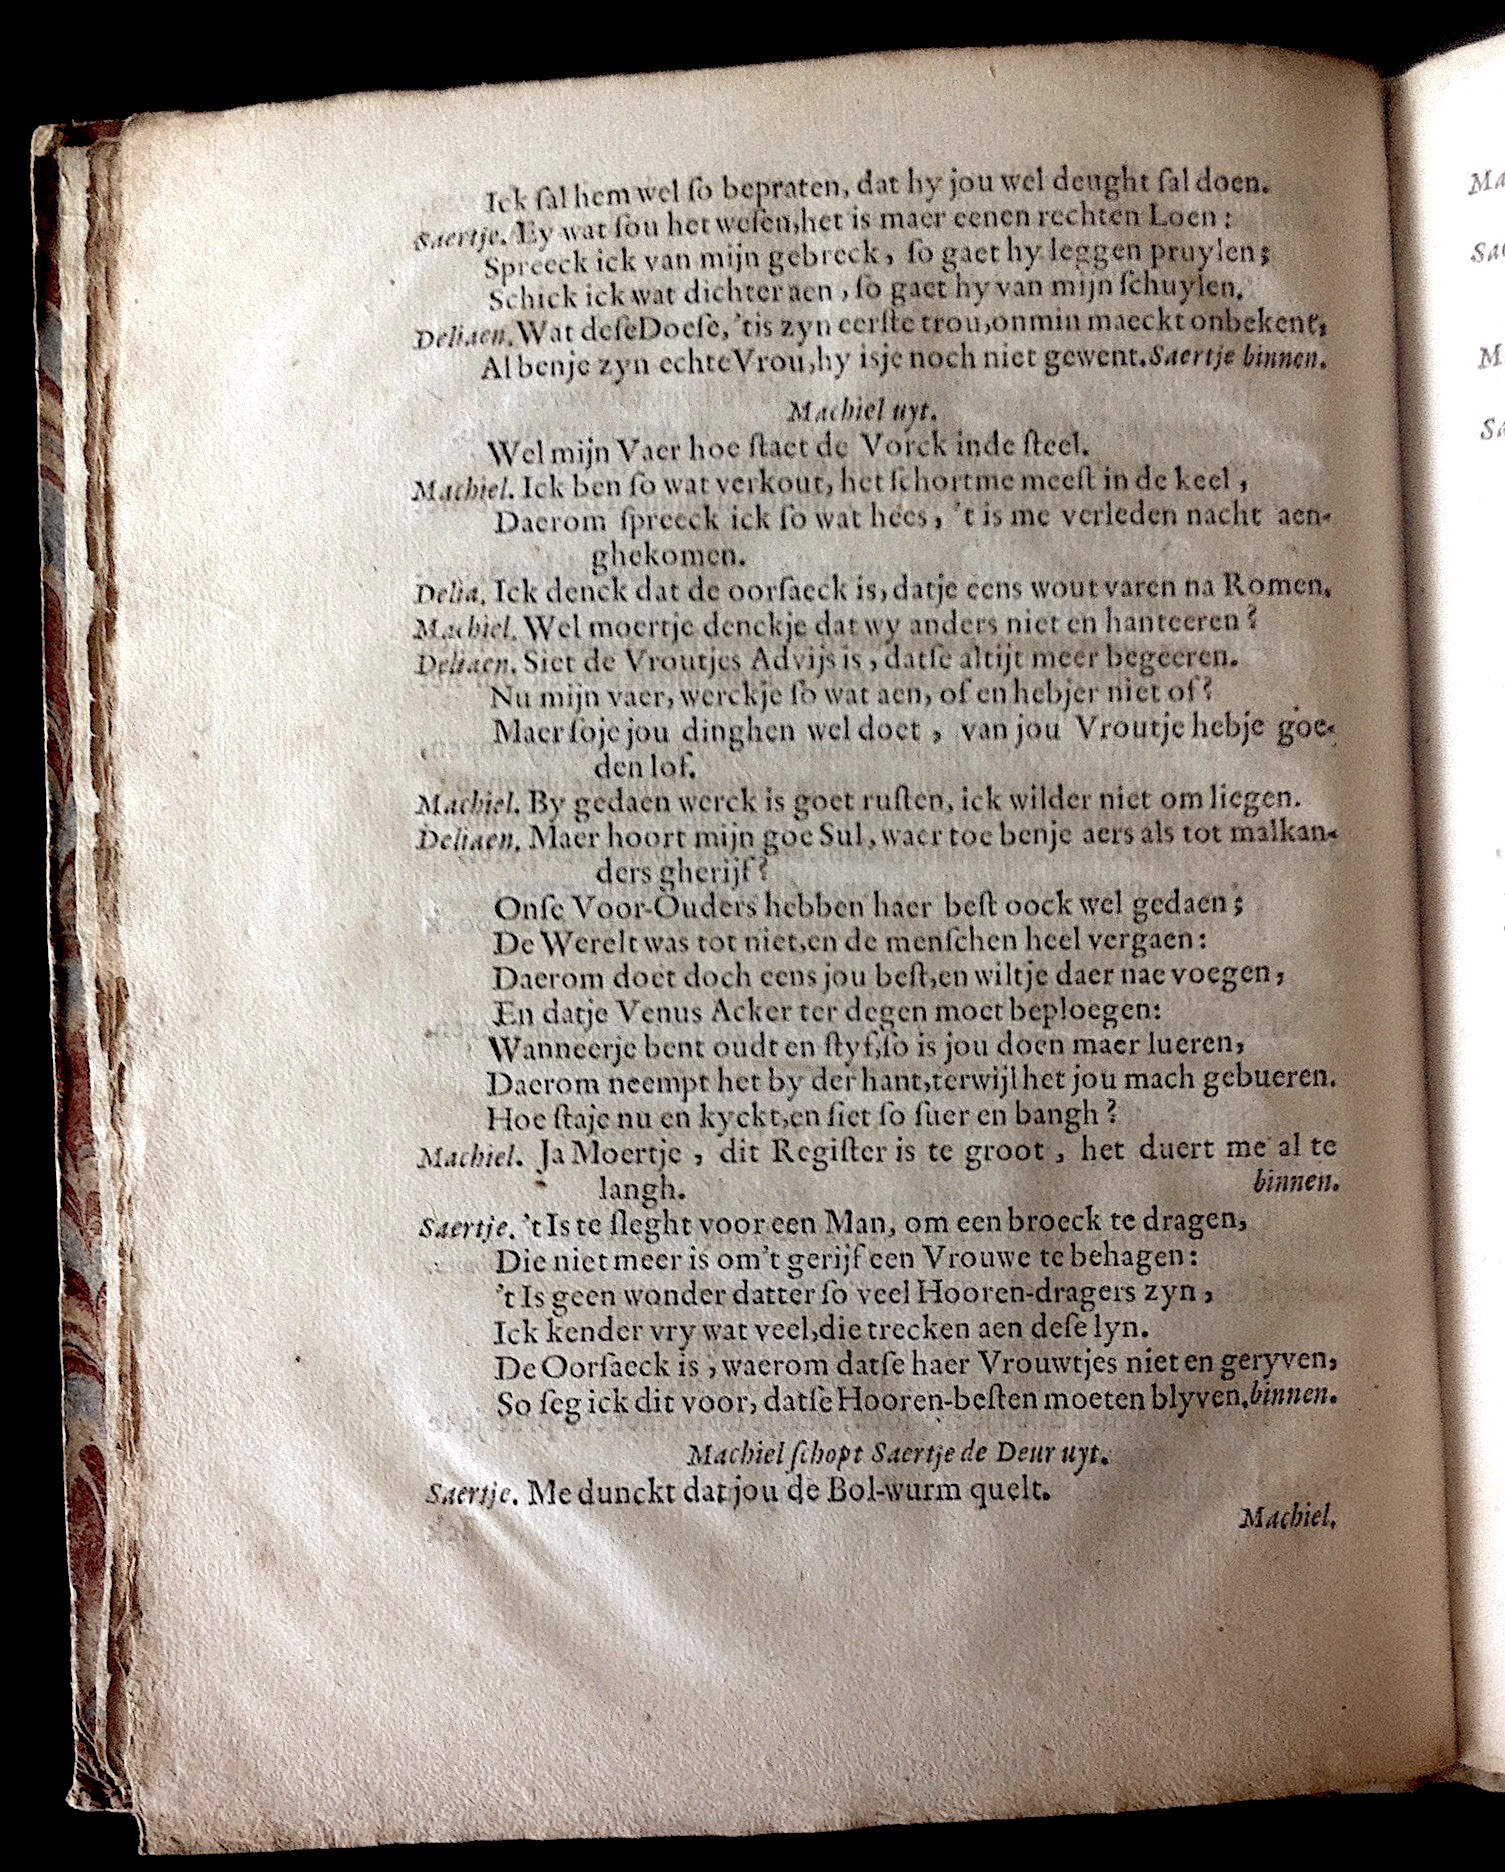 Ick ſal hem wel ſo bepraten, dat hy jou wel deught ſal doen.
Saertje. Ey wat ſou het weſen,het is maer eenen rechten Loen:
Spreeck ick van mijn gebreck, ſo gaet hy leggen pruylen;
Schick ick wat dichter aen, ſo gaet hy van mijn ſchuylen.
Deliaen. Wat deſe Doeſe, 'tis zyn eerſte trou,onmin maeckt onbekent,
Al benje zyn echte Vrou,hy isje noch niet gewent. Saertje binnen.
Machiel uyt.
Wel mijn Vaer hoe ſtaet de Vorck inde ſteel.
Machiel. Ick ben ſo wat verkout, het ſchortme meeſt in de keel,
Daerom ſpreeck ick ſo wat hees, 't is me verleden nacht aen-
ghekomen.
Delia. Ick denck dat de oorſaeck is, datje eens wout varen na Romen.
Machiel. Wel moertje denckje dat wy anders niet en hanteeren?
Deliaen. Siet de Vroutjes Advijs is, datſe altijt meer begeeren.
Nu mijn vaer, werckje ſo wat aen, of en hebjer niet of?
Maer ſoje jou dinghen wel doet, van jou Vroutje hebje goe-
den lof.
Machiel. By gedaen werck is goet ruſten, ick wilder niet om liegen.
Deliaen. Maer hoort mijn goe Sul, waer toe benje aers als tot malkan-
ders gherijf?
Onſe Voor-Ouders hebben haer beſt oock wel gedaen;
De Werelt was tot niet,en de menſchen heel vergaen:
Daerom doet doch eens jou beſt,en wiltje daer nae voegen,
En datje Venus Acker ter degen moet beploegen:
Wanneerje bent oudt en ſtyf,ſo is jou doen maer lueren,
Daerom neempt het by der hant,terwijl het jou mach gebueren.
Hoe ſtaje nu en kyckt,en ſiet ſo ſuer en bangh?
Machiel. Ja Moertje, dit Regiſter is te groot, het duert me al te
langh. binnen.
Saertje. 't Is te ſleght voor een Man, om een broeck te dragen,
Die niet meer is om't gerijf een Vrouwe te behagen:
't Is geen wonder datter ſo veel Hooren-dragers zyn,
Ick kender vry wat veel,die trecken aen deſe lyn.
De Oorſaeck is, waerom datſe haer Vrouwtjes niet en geryven,
So ſeg ick dit voor, datſe Hooren-beſten moeten blyven. binnen.
Machiel ſchopt Saertje de Deur uyt.
Saertje. Me dunckt dat jou de Bol-wurm quelt.
Machiel.